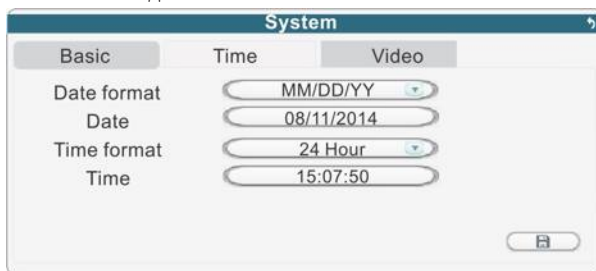 System
Basic Time Video
Date format MM/DD/YY
Date 08/11/2014
Time format 24 Hour
Time 15:07:50